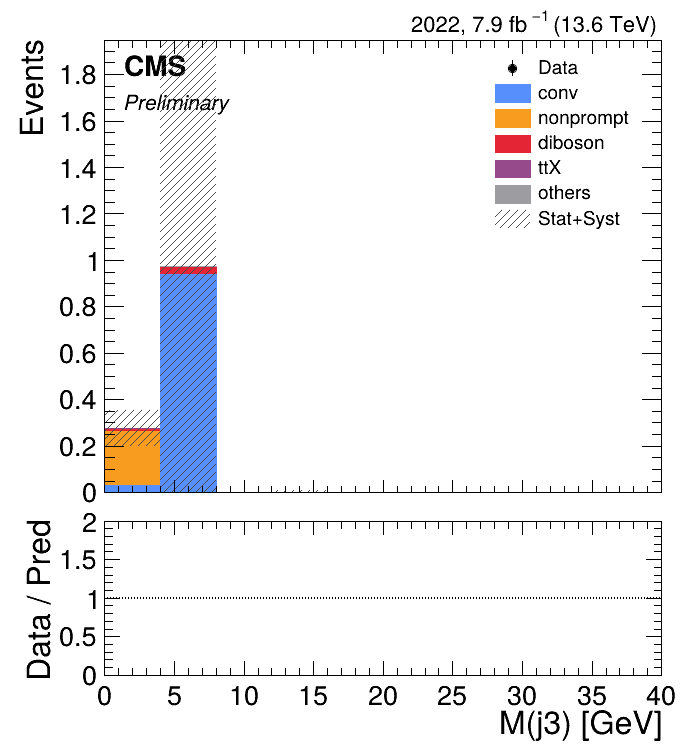 2022, 7.9 fb⁻¹ (13.6 TeV)
CMS
Preliminary
Events
1.8
1.6
1.4
1.2
1
0.8
0.6
0.4
0.2
0
Data
conv
nonprompt
diboson
ttX
others
Stat+Syst
Data / Pred
2
1.5
1
0.5
0
0 5 10 15 20 25 30 35 40
M(j3) [GeV]